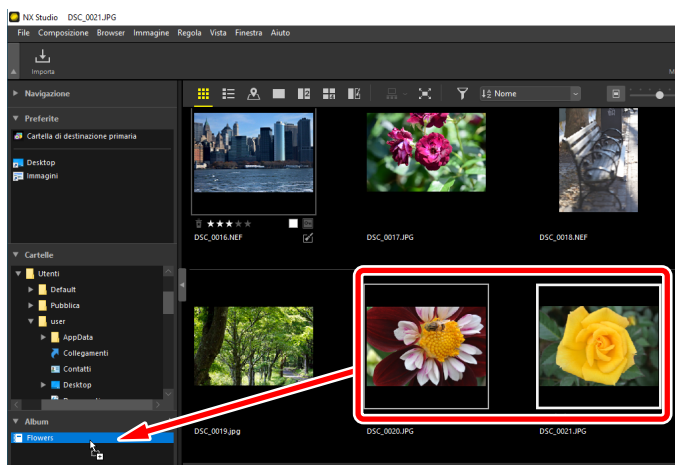 NX Studio DSC_0021.JPG
File Composizione Browser Immagine Regola Vista Finestra Aiuto
Importa
Navigazione
Nome
Preferite
Cartella di destinazione primaria
Desktop
Immagini
DSC_0016.NEF
DSC_0017.JPG
DSC_0018.NEF
Cartelle
Utenti
Default
Pubblica
user
AppData
Collegamenti
Contatti
Desktop
Album
Flowers
DSC_0019.jpg
DSC_0020.JPG
DSC_0021.JPG